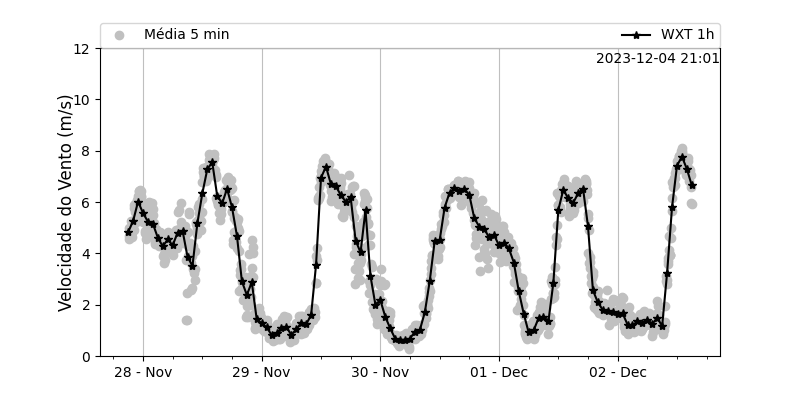 Média 5 min
WXT 1h
2023-12-04 21:01
Velocidade do Vento (m/s)
12
10
8
6
4
2
0
28 - Nov
29 - Nov
30 - Nov
01 - Dec
02 - Dec